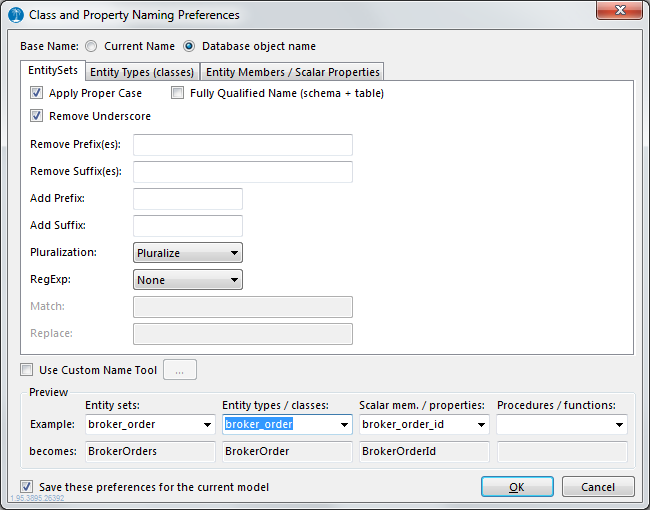 Class and Property Naming Preferences
Base Name: Current Name Database object name
EntitySets Entity Types (classes) Entity Members / Scalar Properties
Apply Proper Case Fully Qualified Name (schema + table)
Remove Underscore
Remove Prefix(es):
Remove Suffix(es):
Add Prefix:
Add Suffix:
Pluralization: Pluralize
RegExp: None
Match:
Replace:
Use Custom Name Tool ...
Preview
Entity sets: Entity types / classes: Scalar mem. / properties: Procedures / functions:
Example: broker_order broker_order broker_order_id
becomes: BrokerOrders BrokerOrder BrokerOrderId
Save these preferences for the current model OK Cancel
1.95.3895.26392